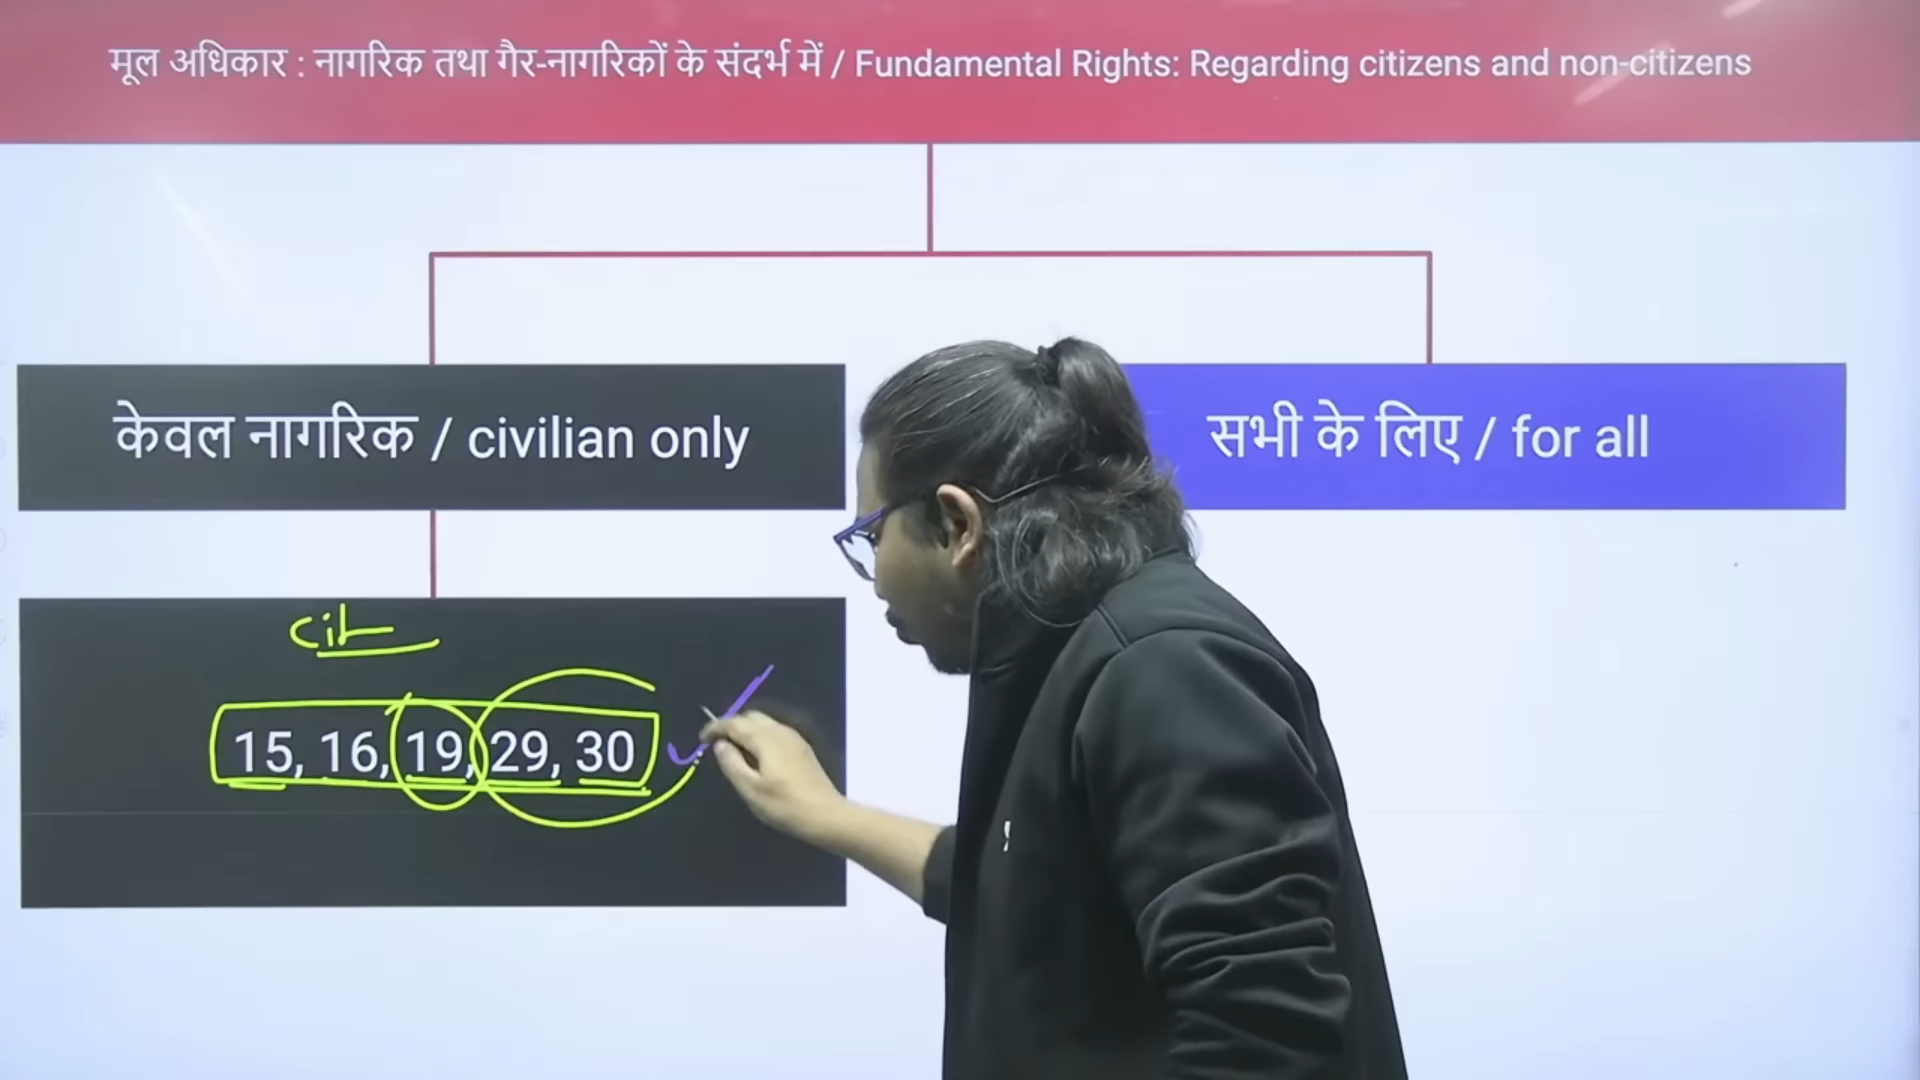 मूल अधिकार : नागरिक तथा गैर-नागरिकों के संदर्भ में / Fundamental Rights: Regarding citizens and non-citizens
केवल नागरिक / civilian only
सभी के लिए / for all
Cit
15, 16, 19, 29, 30